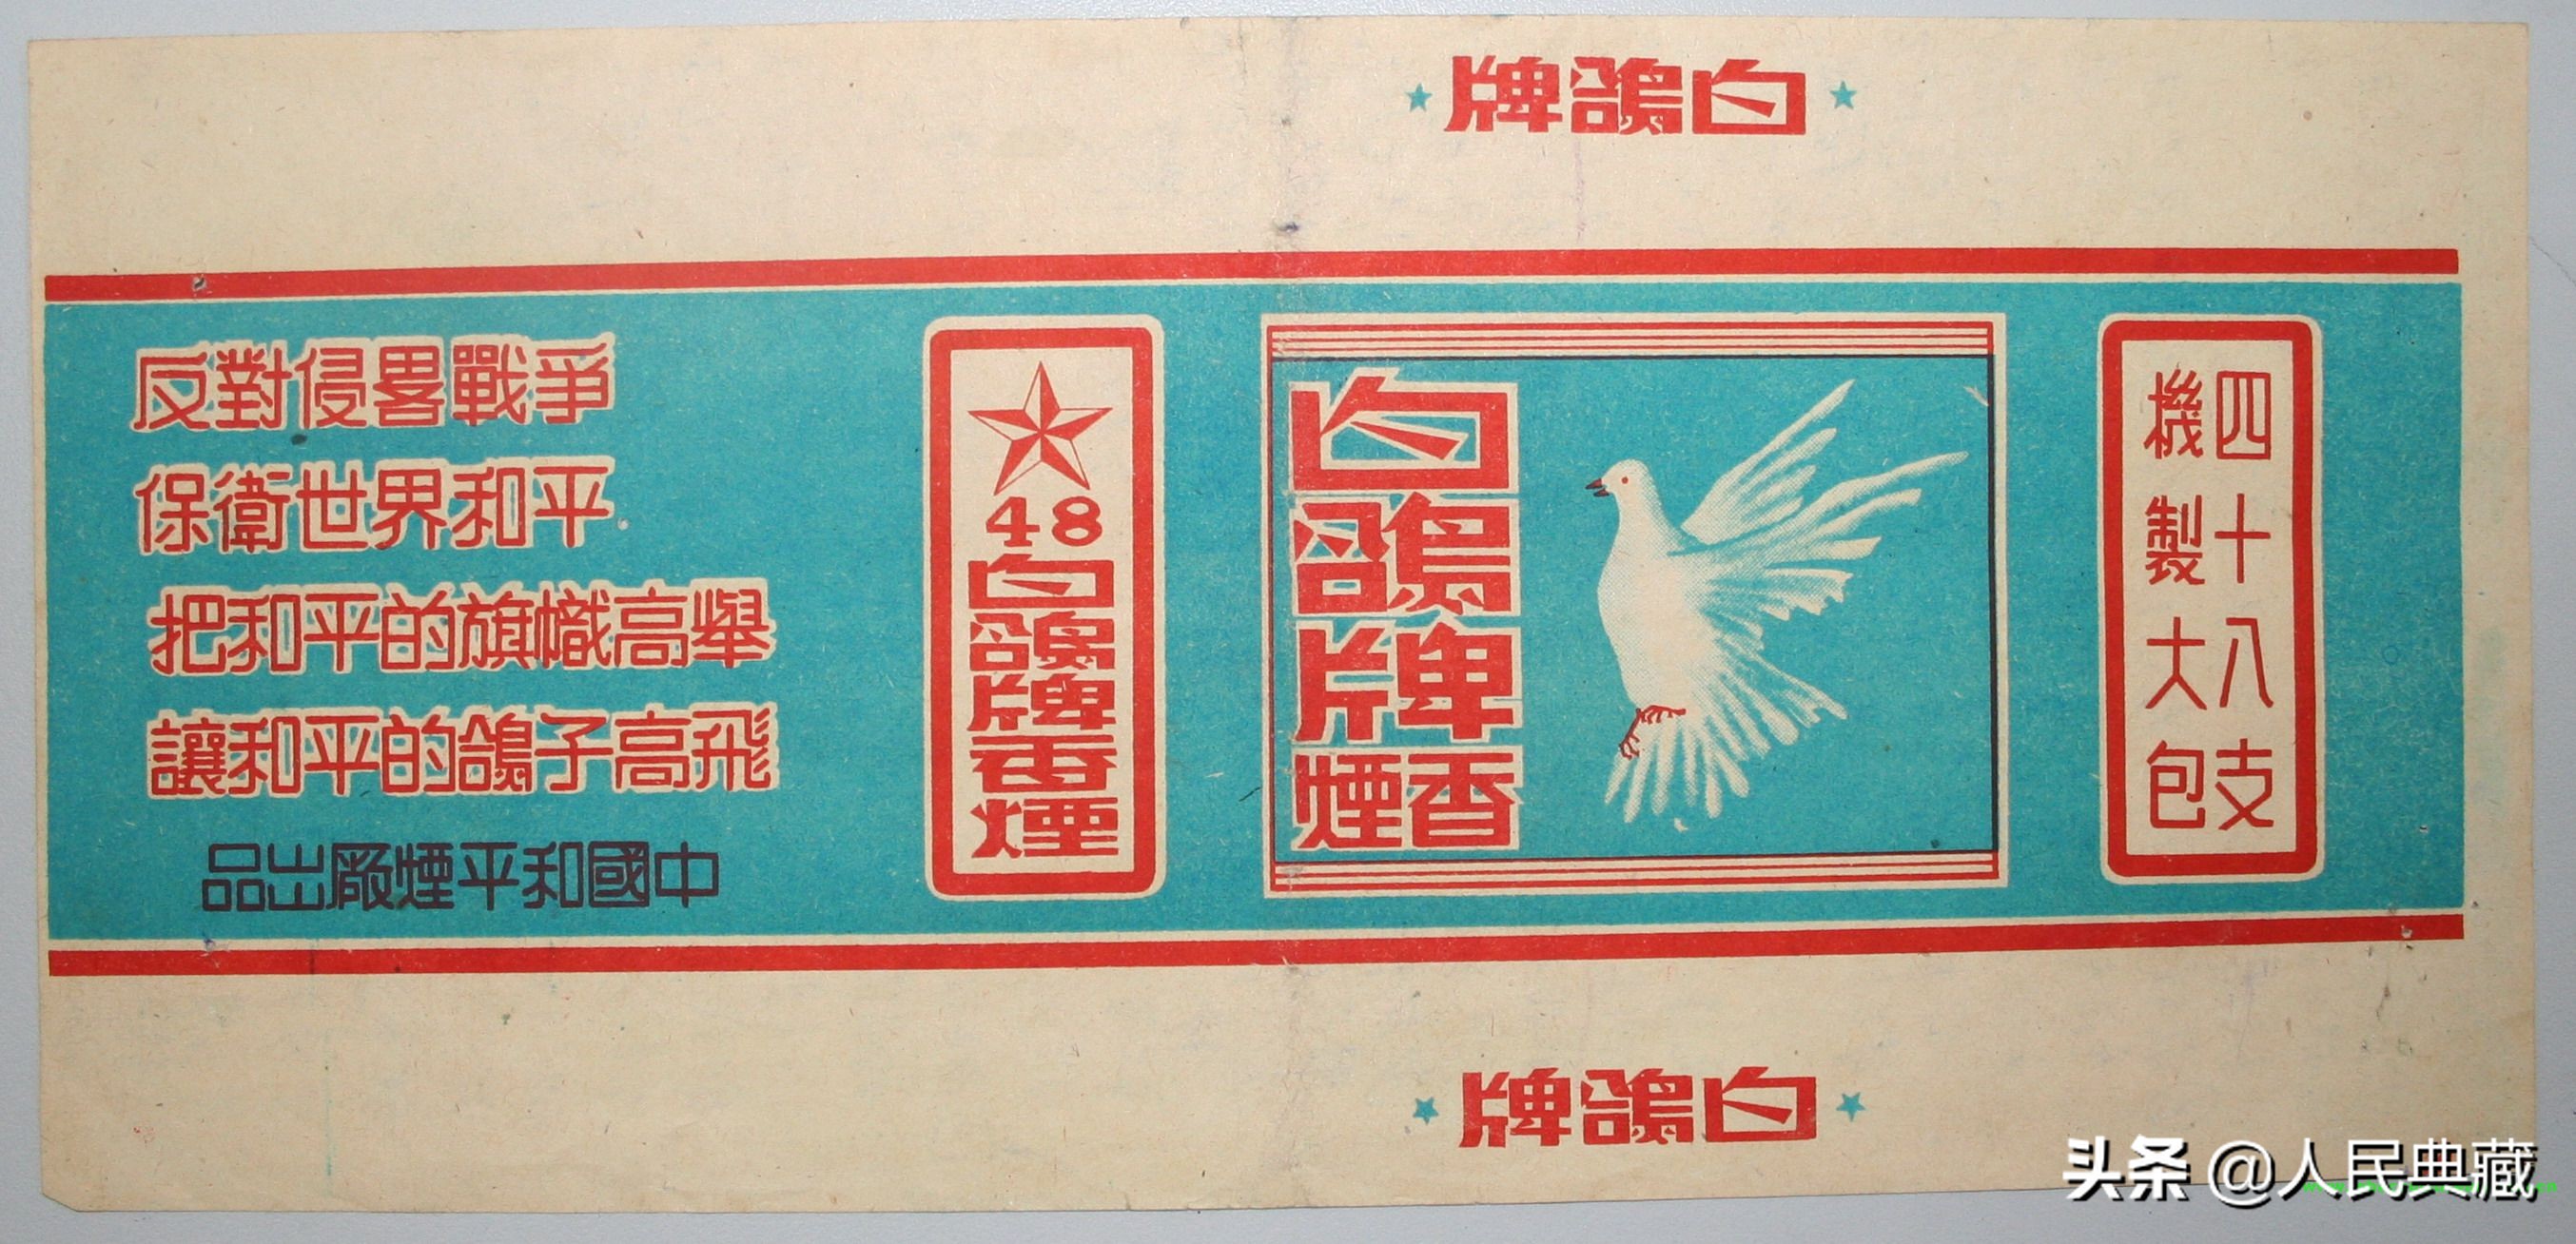 白鴿牌
反對侵畧戰爭
保衛世界和平
把和平的旗幟高舉
讓和平的鴿子高飛
中國和平煙廠出品
48
白鴿牌香煙
白鴿牌
香煙
四十八支
機製大包
白鴿牌
头条 @人民典藏